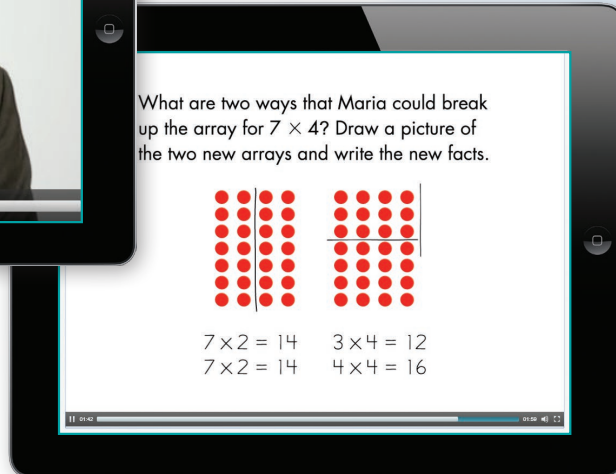 What are two ways that Maria could break
up the array for 7 × 4? Draw a picture of
the two new arrays and write the new facts.
7 × 2 = 14 3 × 4 = 12
7 × 2 = 14 4 × 4 = 16
01:42 01:59